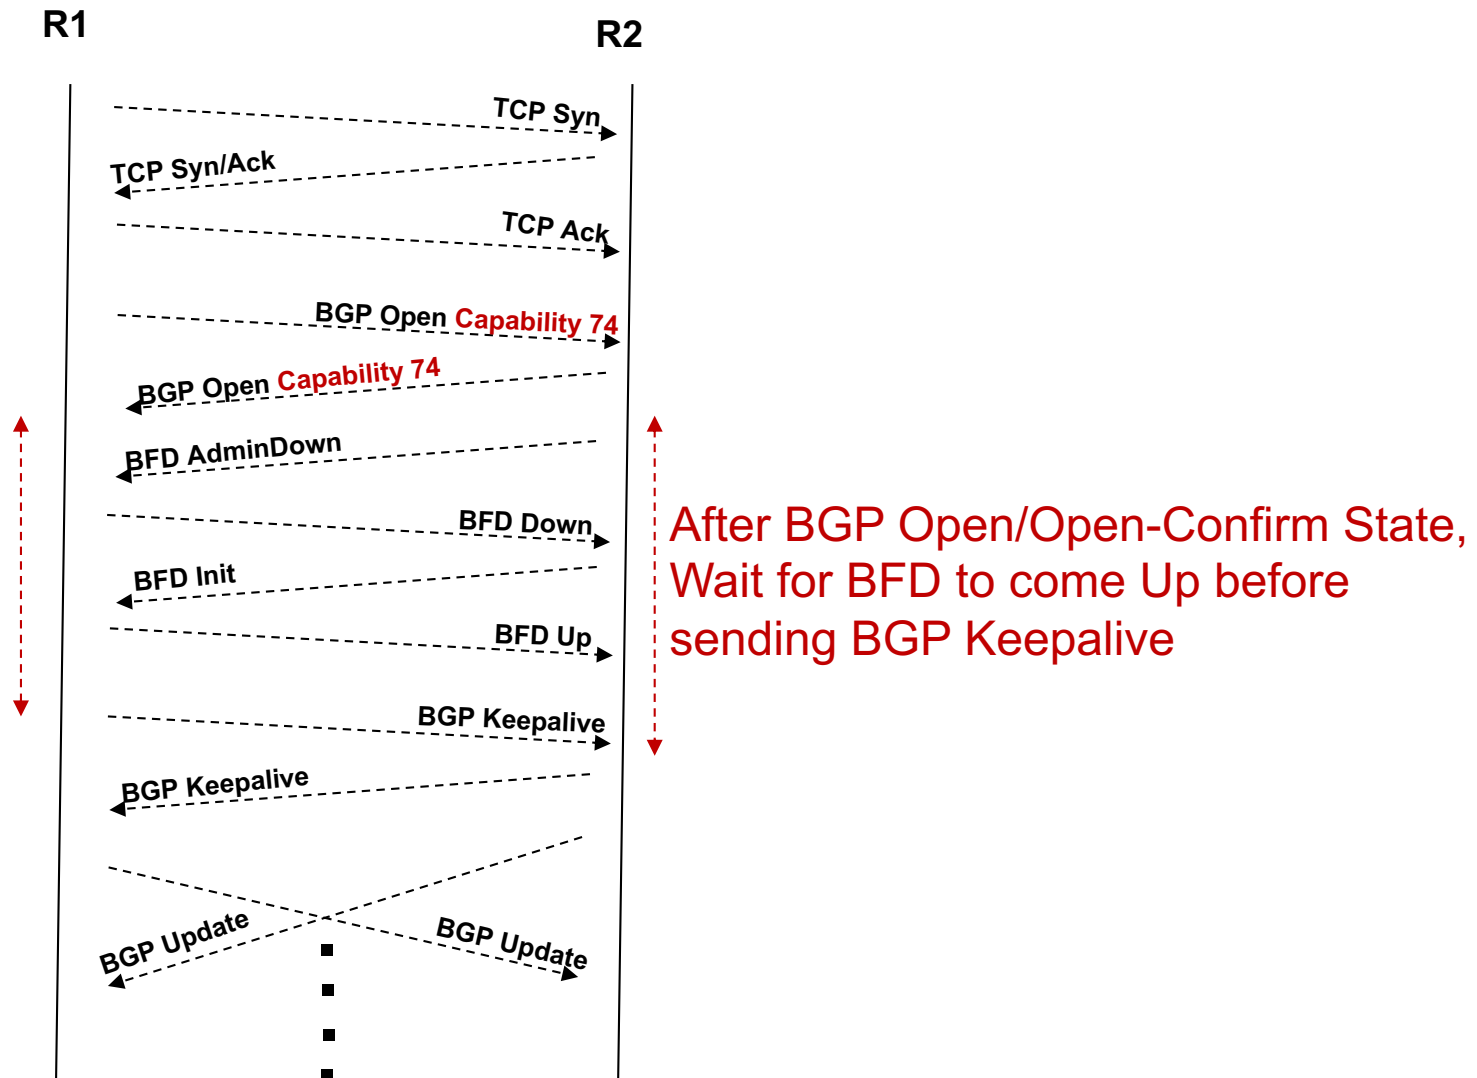 R1
R2
TCP Syn
TCP Syn/Ack
TCP Ack
BGP Open Capability 74
BGP Open Capability 74
BFD AdminDown
BFD Down
BFD Init
BFD Up
After BGP Open/Open-Confirm State,
Wait for BFD to come Up before
sending BGP Keepalive
BGP Keepalive
BGP Keepalive
BGP Update
BGP Update